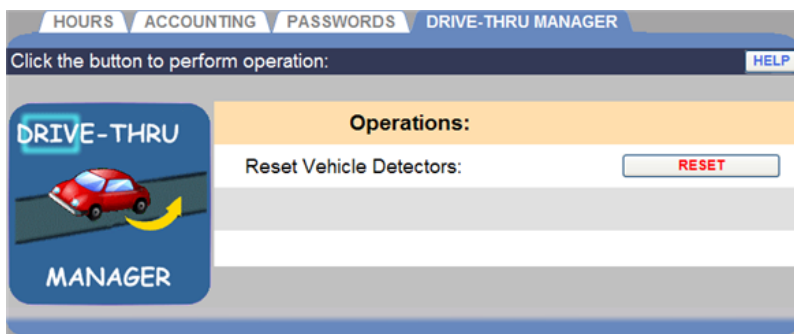 HOURS ACCOUNTING PASSWORDS DRIVE-THRU MANAGER
Click the button to perform operation: HELP
DRIVE-THRU
MANAGER
Operations:
Reset Vehicle Detectors: RESET